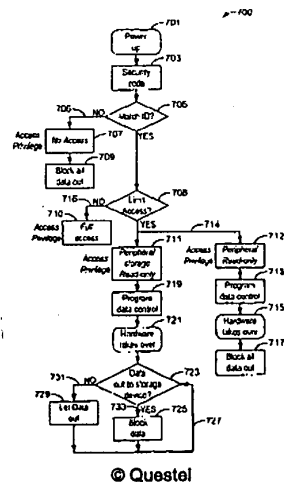 700
701
Power up
703
Security code
705
Match ID?
706
NO
YES
Access Privilege
No Access
707
709
Block all data out
708
Limit Access?
716
NO
YES
714
Access Privilege
710
Full access
Access Privilege
711
Peripheral storage Read-only
Access Privilege
712
Peripheral Read-only
719
Program data control
713
Program data control
721
Hardware takes over
715
Hardware takes over
717
Block all data out
723
Data out to storage device?
731
NO
733
YES
729
Let Data out
725
Block data
727
© Questel